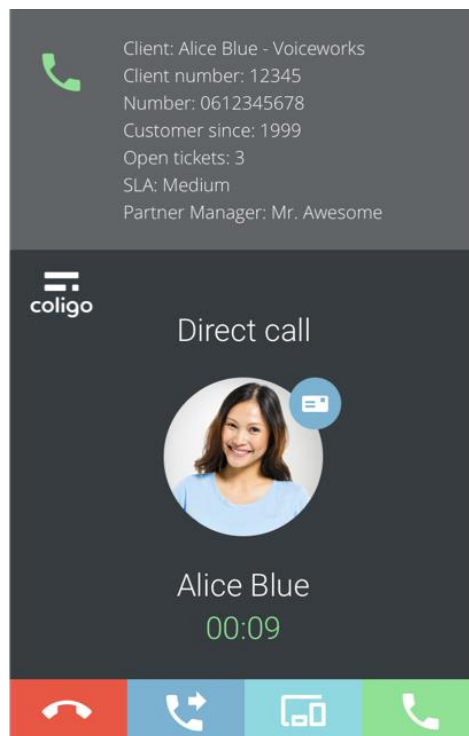 Client: Alice Blue - Voiceworks
Client number: 12345
Number: 0612345678
Customer since: 1999
Open tickets: 3
SLA: Medium
Partner Manager: Mr. Awesome
coligo
Direct call
Alice Blue
00:09